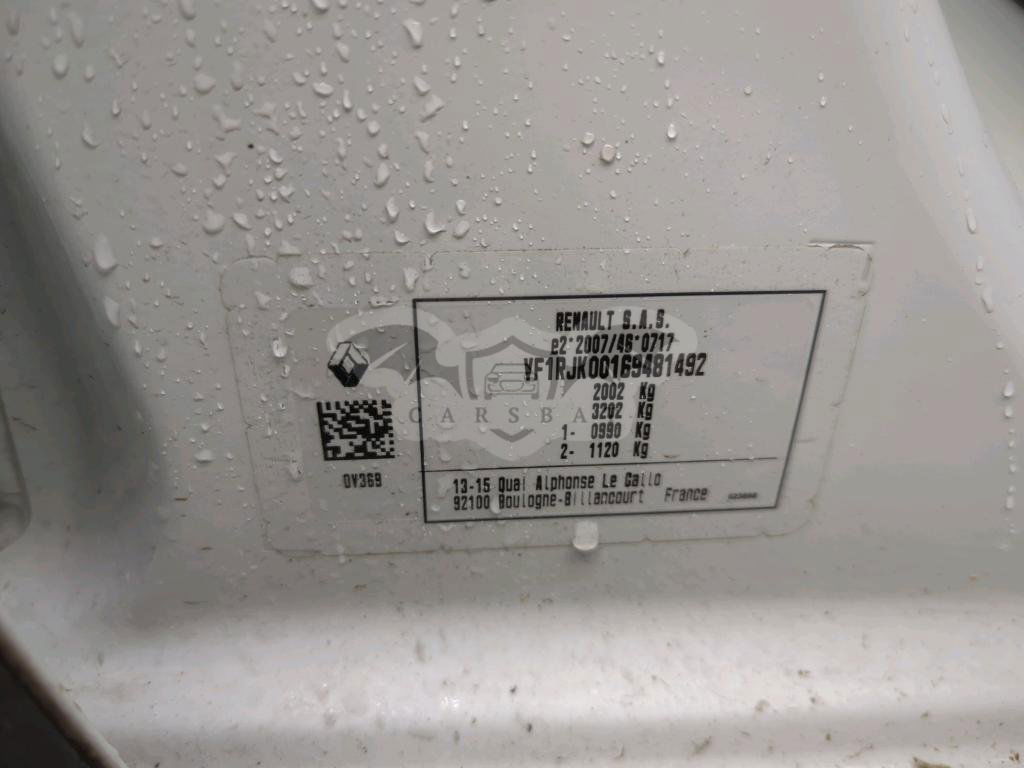 RENAULT S.A.S.
e2*2007/46*0717
VF1RJK00169481492
2002 Kg
3202 Kg
1- 0990 Kg
2- 1120 Kg
CARSBA
0V369
13-15 Quai Alphonse Le Gallo
92100 Boulogne-Billancourt France